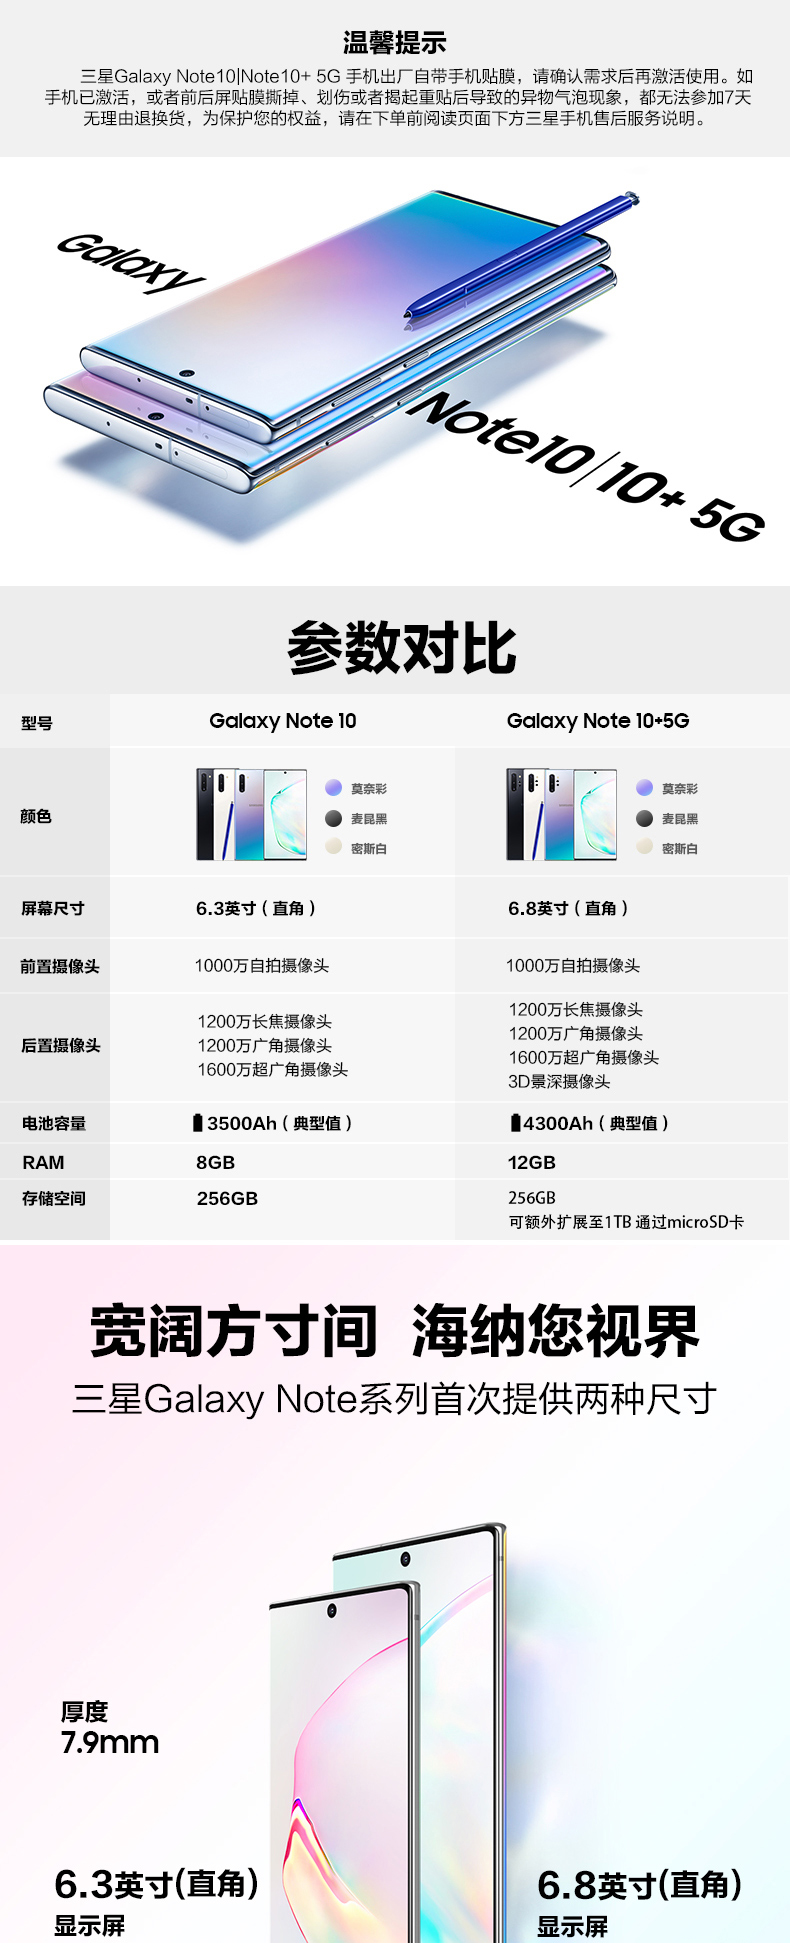 温馨提示
三星Galaxy Note10|Note10+ 5G 手机出厂自带手机贴膜，请确认需求后再激活使用。如
手机已激活，或者前后屏贴膜撕掉、划伤或者揭起重贴后导致的异物气泡现象，都无法参加7天
无理由退换货，为保护您的权益，请在下单前阅读页面下方三星手机售后服务说明。
Galaxy
Note10|10+ 5G
参数对比
型号 Galaxy Note 10 Galaxy Note 10+5G
颜色
莫奈彩 莫奈彩
麦昆黑 麦昆黑
密斯白 密斯白
屏幕尺寸 6.3英寸（直角） 6.8英寸（直角）
前置摄像头 1000万自拍摄像头 1000万自拍摄像头
后置摄像头
1200万长焦摄像头
1200万广角摄像头
1600万超广角摄像头
1200万长焦摄像头
1200万广角摄像头
1600万超广角摄像头
3D景深摄像头
电池容量 3500Ah（典型值） 4300Ah（典型值）
RAM 8GB 12GB
存储空间 256GB 256GB
可额外扩展至1TB 通过microSD卡
宽阔方寸间 海纳您视界
三星Galaxy Note系列首次提供两种尺寸
厚度
7.9mm
6.3英寸(直角)
显示屏
6.8英寸(直角)
显示屏